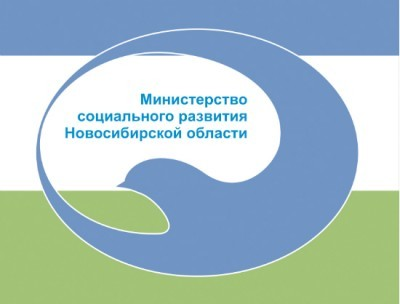 Министерство
социального развития
Новосибирской области